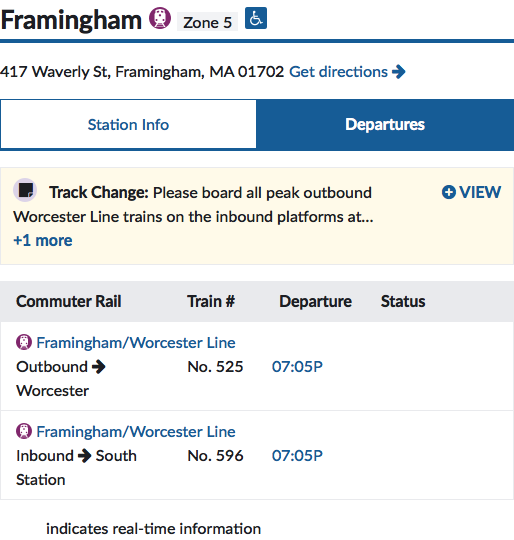 Framingham Zone 5
417 Waverly St, Framingham, MA 01702 Get directions
Station Info Departures
Track Change: Please board all peak outbound VIEW
Worcester Line trains on the inbound platforms at...
+1 more
Commuter Rail Train # Departure Status
Framingham/Worcester Line
Outbound → No. 525 07:05P
Worcester
Framingham/Worcester Line
Inbound → South No. 596 07:05P
Station
indicates real-time information